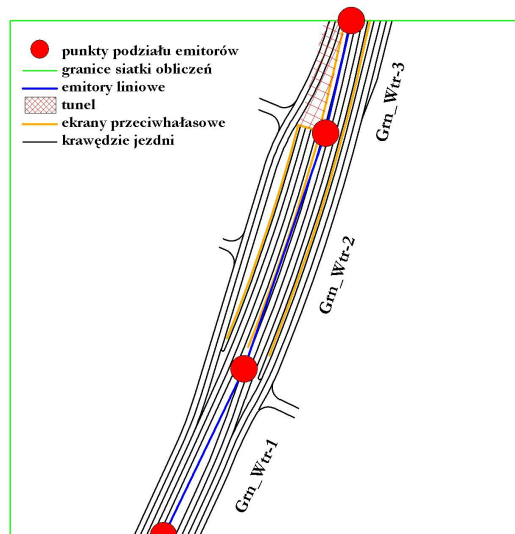 punkty podziału emitorów
granice siatki obliczeń
emitory liniowe
tunel
ekrany przeciwhałasowe
krawędzie jezdni
Grn_Wtr-3
Grn_Wtr-2
Grn_Wtr-1